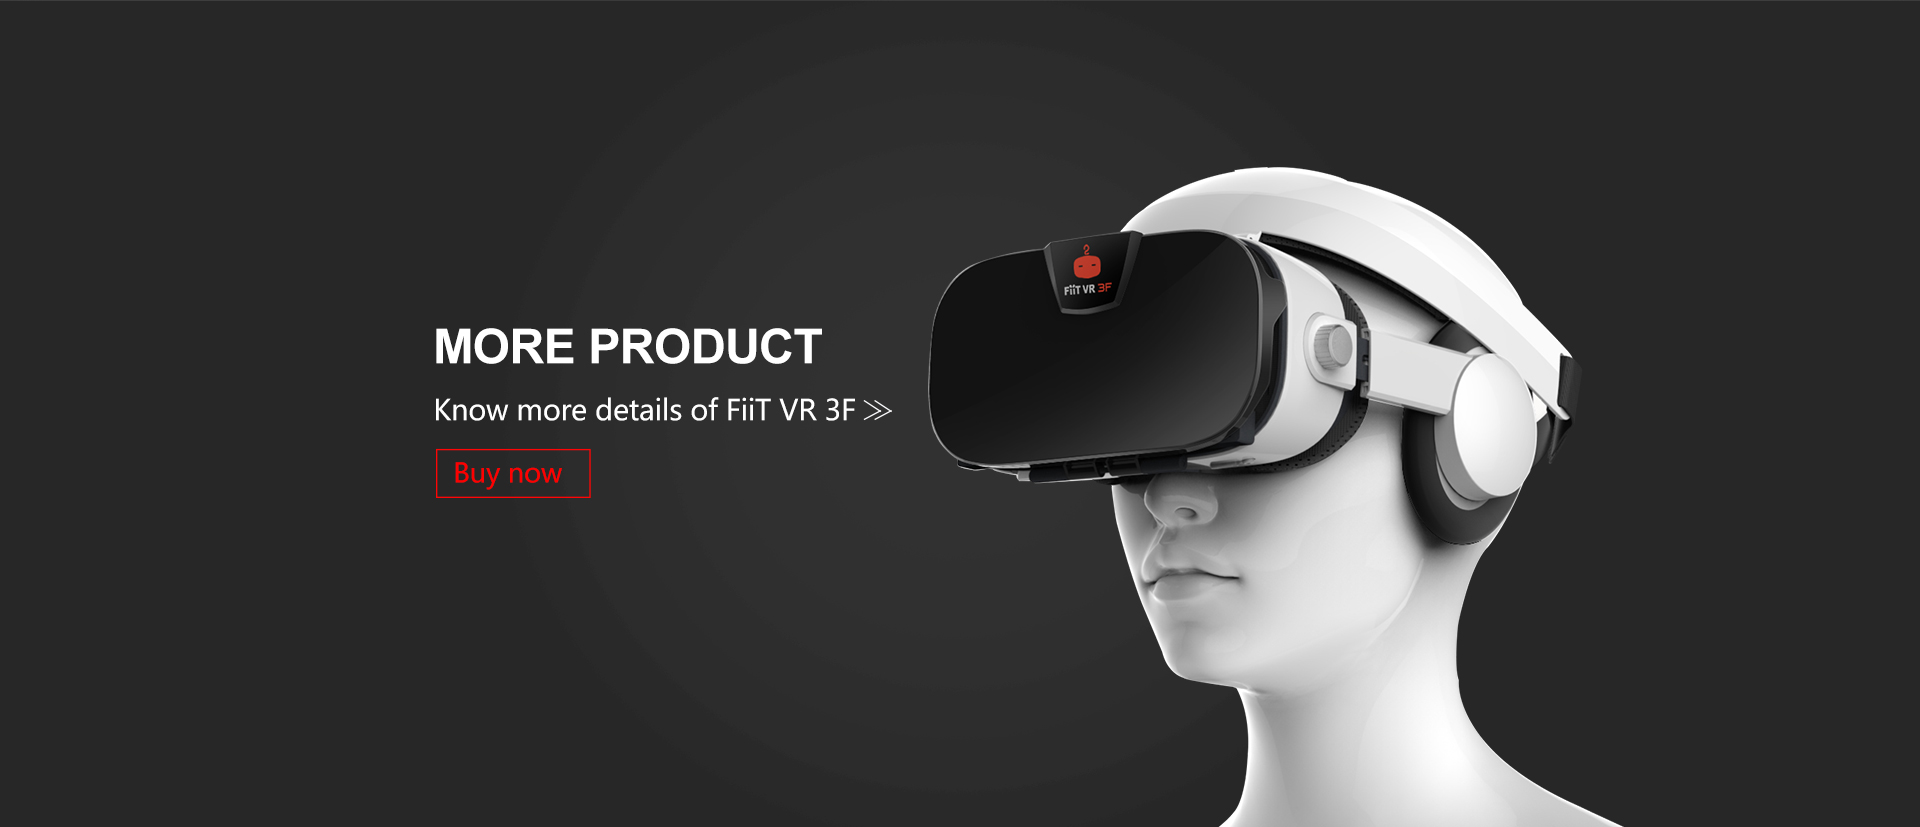 MORE PRODUCT
Know more details of FiiT VR 3F >>
Buy now
FiiT VR 3F